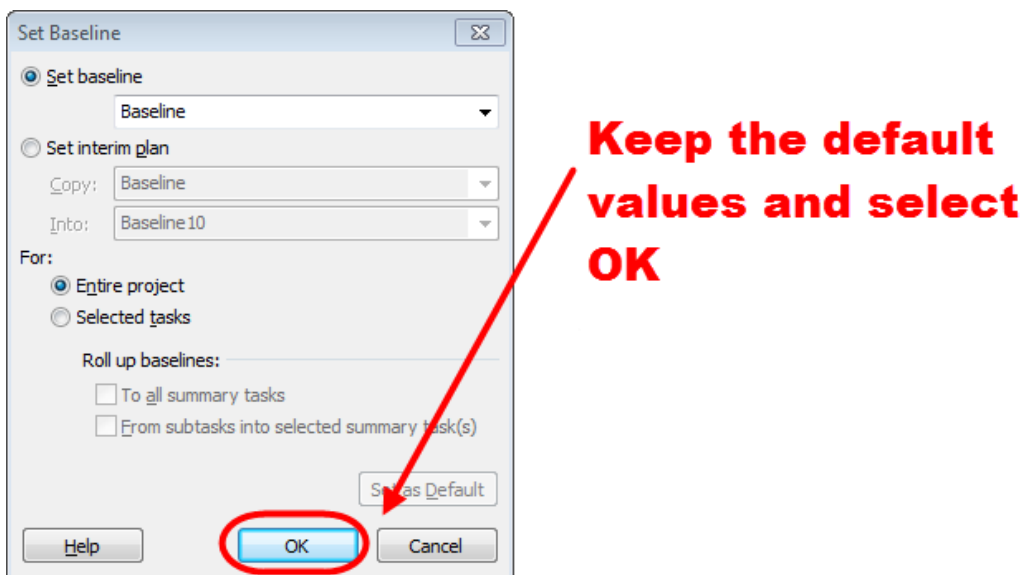 Set Baseline
Set baseline
Baseline
Set interim plan
Copy: Baseline
Into: Baseline10
For:
Entire project
Selected tasks
Roll up baselines:
To all summary tasks
From subtasks into selected summary task(s)
Set as Default
Help OK Cancel
Keep the default
values and select
OK